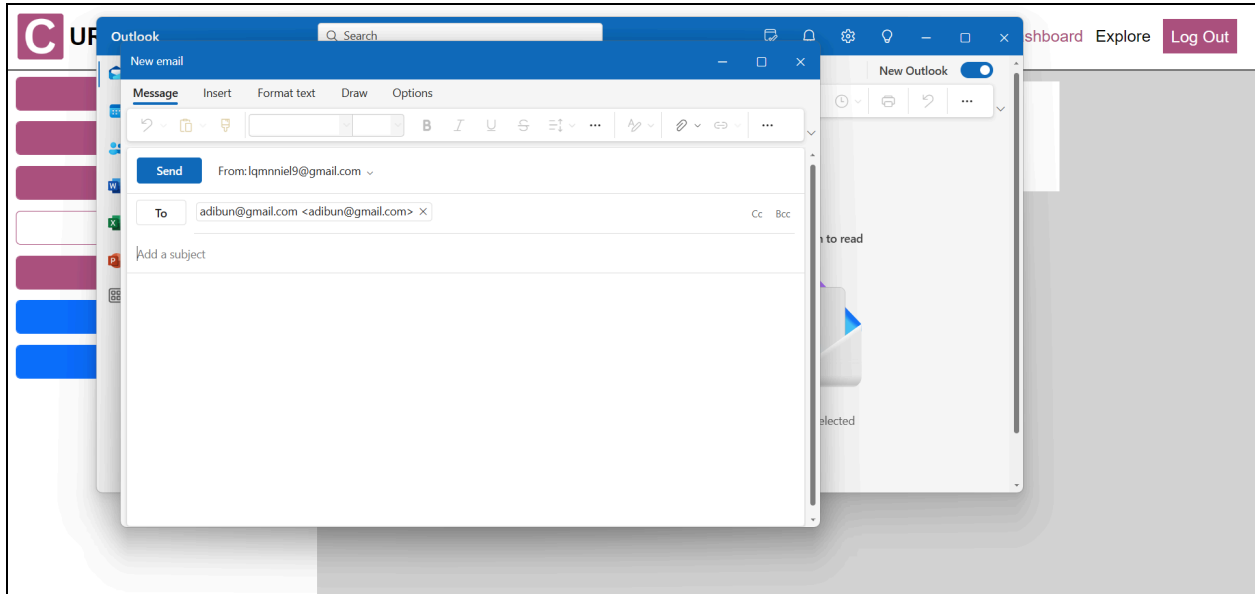 C UR
Outlook
Search
shboard Explore Log Out
New email
New Outlook
Message Insert Format text Draw Options
B I U S
Send From: lqmnniel9@gmail.com
To adibun@gmail.com <adibun@gmail.com> Cc Bcc
to read
Add a subject
elected